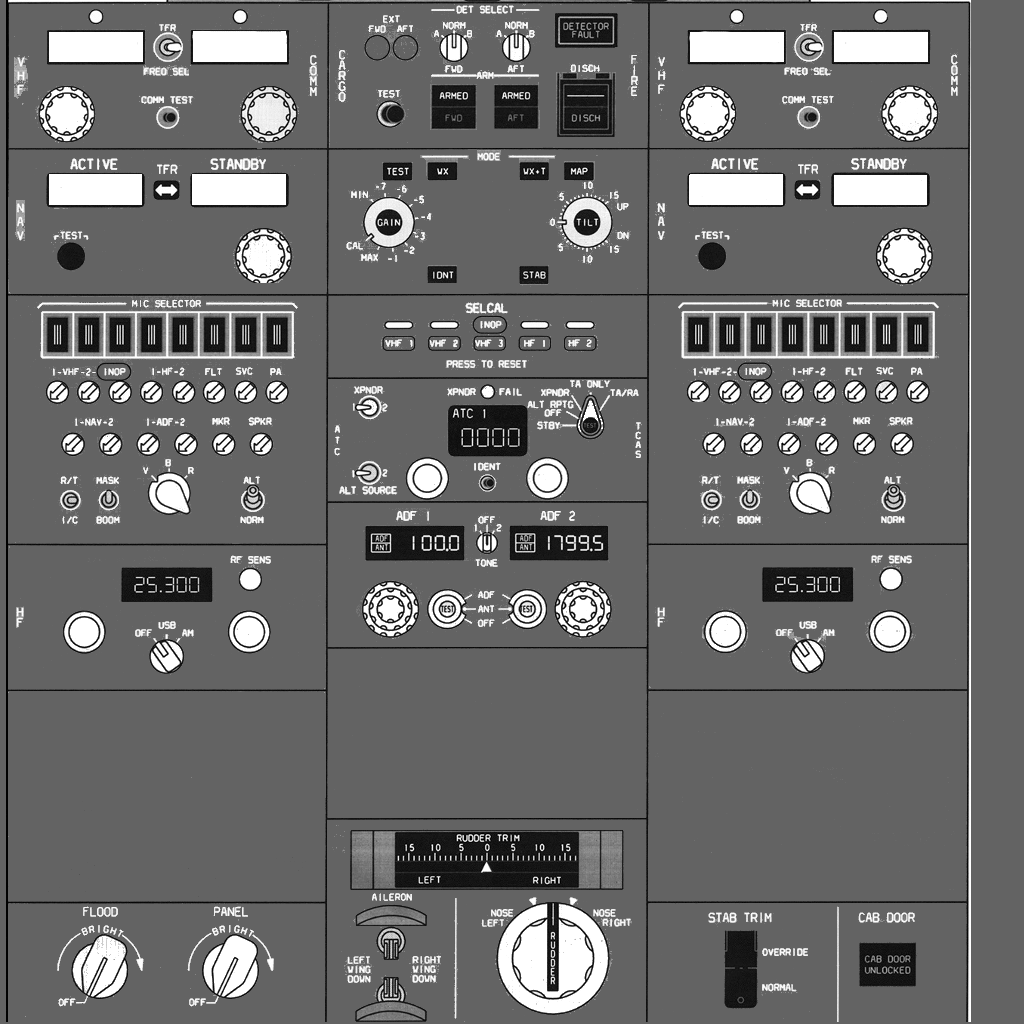 VHF
TFR
FREQ SEL
COMM TEST
COMM
CARGO
EXT
FWD AFT
TEST
DET SELECT
NORM
A B
FWD
NORM
A B
AFT
ARM
ARMED
FWD
ARMED
AFT
DETECTOR
FAULT
DISCH
DISCH
FIRE
VHF
TFR
FREQ SEL
COMM TEST
COMM
NAV
ACTIVE TFR STANDBY
TEST
MODE
TEST WX WX+T MAP
GAIN
MIN -7 -6 -5 -4 -3 -2 -1 MAX
CAL
TILT
10 15 UP
5
0
5
10 15 DN
IDNT STAB
NAV
ACTIVE TFR STANDBY
TEST
MIC SELECTOR
1-VHF-2- INOP 1-HF-2 FLT SVC PA
1-NAV-2 1-ADF-2 MKR SPKR
V B R
R/T MASK ALT
I/C BOOM NORM
SELCAL
INOP
VHF 1 VHF 2 VHF 3 HF 1 HF 2
PRESS TO RESET
MIC SELECTOR
1-VHF-2- INOP 1-HF-2 FLT SVC PA
1-NAV-2 1-ADF-2 MKR SPKR
V B R
R/T MASK ALT
I/C BOOM NORM
ATC
XPNDR
1 2
1 2
ALT SOURCE
XPNDR FAIL
ATC 1
0000
IDENT
TA ONLY
XPNDR TA/RA
ALT RPTG
OFF
STBY
TEST
TCAS
ADF 1 OFF ADF 2
1 1 2
ADF
ANT
100.0
ADF
ANT
1799.5
TONE
TEST
ADF
ANT
OFF
TEST
HF
25.300
RF SENS
OFF USB AM
HF
25.300
RF SENS
OFF USB AM
RUDDER TRIM
15 10 5 0 5 10 15
LEFT RIGHT
FLOOD PANEL
BRIGHT BRIGHT
OFF OFF
AILERON
LEFT
WING
DOWN
RIGHT
WING
DOWN
NOSE
LEFT
NOSE
RIGHT
RUDDER
STAB TRIM
OVERRIDE
NORMAL
CAB DOOR
CAB DOOR
UNLOCKED